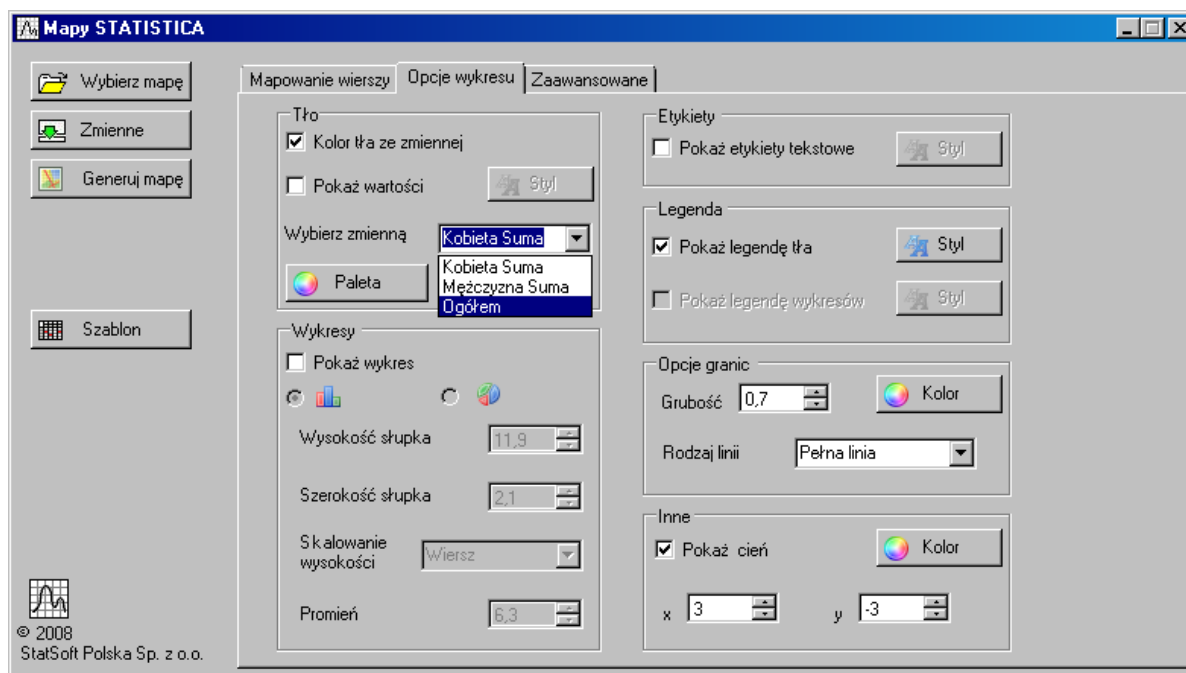 Mapy STATISTICA
Wybierz mapę
Zmienne
Generuj mapę
Szablon
© 2008
StatSoft Polska Sp. z o.o.
Mapowanie wierszy
Opcje wykresu
Zaawansowane
Tło
Kolor tła ze zmiennej
Pokaż wartości
Styl
Wybierz zmienną
Kobieta Suma
Kobieta Suma
Mężczyzna Suma
Ogółem
Paleta
Wykresy
Pokaż wykres
Wysokość słupka
11,9
Szerokość słupka
2,1
Skalowanie
wysokości
Wiersz
Promień
6,3
Etykiety
Pokaż etykiety tekstowe
Styl
Legenda
Pokaż legendę tła
Styl
Pokaż legendę wykresów
Styl
Opcje granic
Grubość
0,7
Kolor
Rodzaj linii
Pełna linia
Inne
Pokaż cień
Kolor
x
3
y
-3